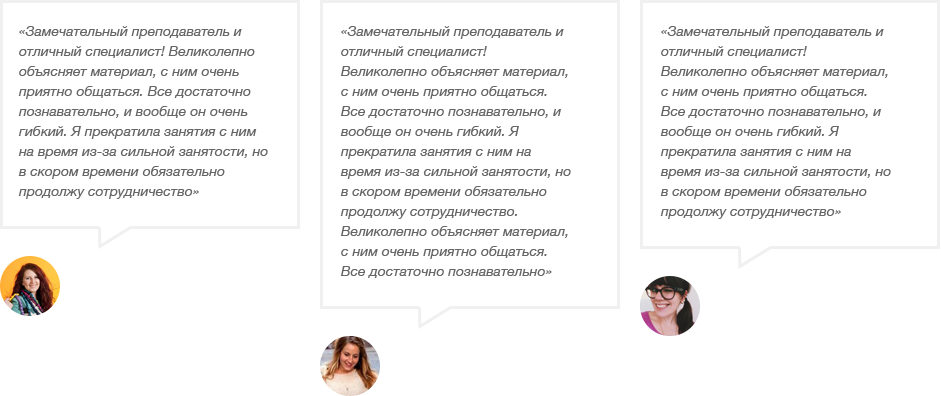 «Замечательный преподаватель и
отличный специалист! Великолепно
объясняет материал, с ним очень
приятно общаться. Все достаточно
познавательно, и вообще он очень
гибкий. Я прекратила занятия с ним
на время из-за сильной занятости, но
в скором времени обязательно
продолжу сотрудничество»
«Замечательный преподаватель и
отличный специалист!
Великолепно объясняет материал,
с ним очень приятно общаться.
Все достаточно познавательно, и
вообще он очень гибкий. Я
прекратила занятия с ним на
время из-за сильной занятости, но
в скором времени обязательно
продолжу сотрудничество.
Великолепно объясняет материал,
с ним очень приятно общаться.
Все достаточно познавательно»
«Замечательный преподаватель и
отличный специалист!
Великолепно объясняет материал,
с ним очень приятно общаться.
Все достаточно познавательно, и
вообще он очень гибкий. Я
прекратила занятия с ним на
время из-за сильной занятости, но
в скором времени обязательно
продолжу сотрудничество»